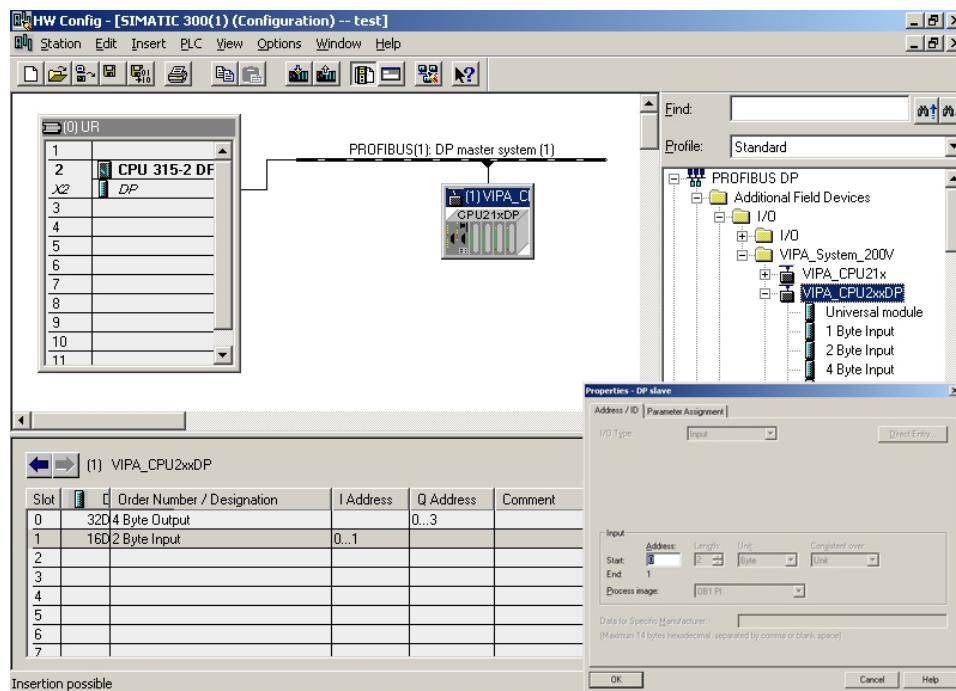 HW Config - [SIMATIC 300(1) (Configuration) -- test]
Station Edit Insert PLC View Options Window Help
(0) UR
1
2 CPU 315-2 DP
X2 DP
3
4
5
6
7
8
9
10
11
PROFIBUS(1): DP master system (1)
(1) VIPA_C
CPU21xDP
Find:
Profile: Standard
PROFIBUS DP
Additional Field Devices
I/O
I/O
VIPA_System_200V
VIPA_CPU21x
VIPA_CPU2xxDP
Universal module
1 Byte Input
2 Byte Input
4 Byte Input
(1) VIPA_CPU2xxDP
Slot D Order Number / Designation I Address Q Address Comment
0 32D 4 Byte Output 0...3
1 16D 2 Byte Input 0...1
2
3
4
5
6
7
Insertion possible
Properties - DP slave
Address / ID Parameter Assignment
I/O Type: Input Direct Entry...
Input
Address: Length: Unit: Consistent over:
Start: 0 2 Byte Unit
End: 1
Process image: OB1 PI
Data for Specific Manufacturer:
(Maximum 14 bytes hexadecimal, separated by comma or blank space)
OK Cancel Help